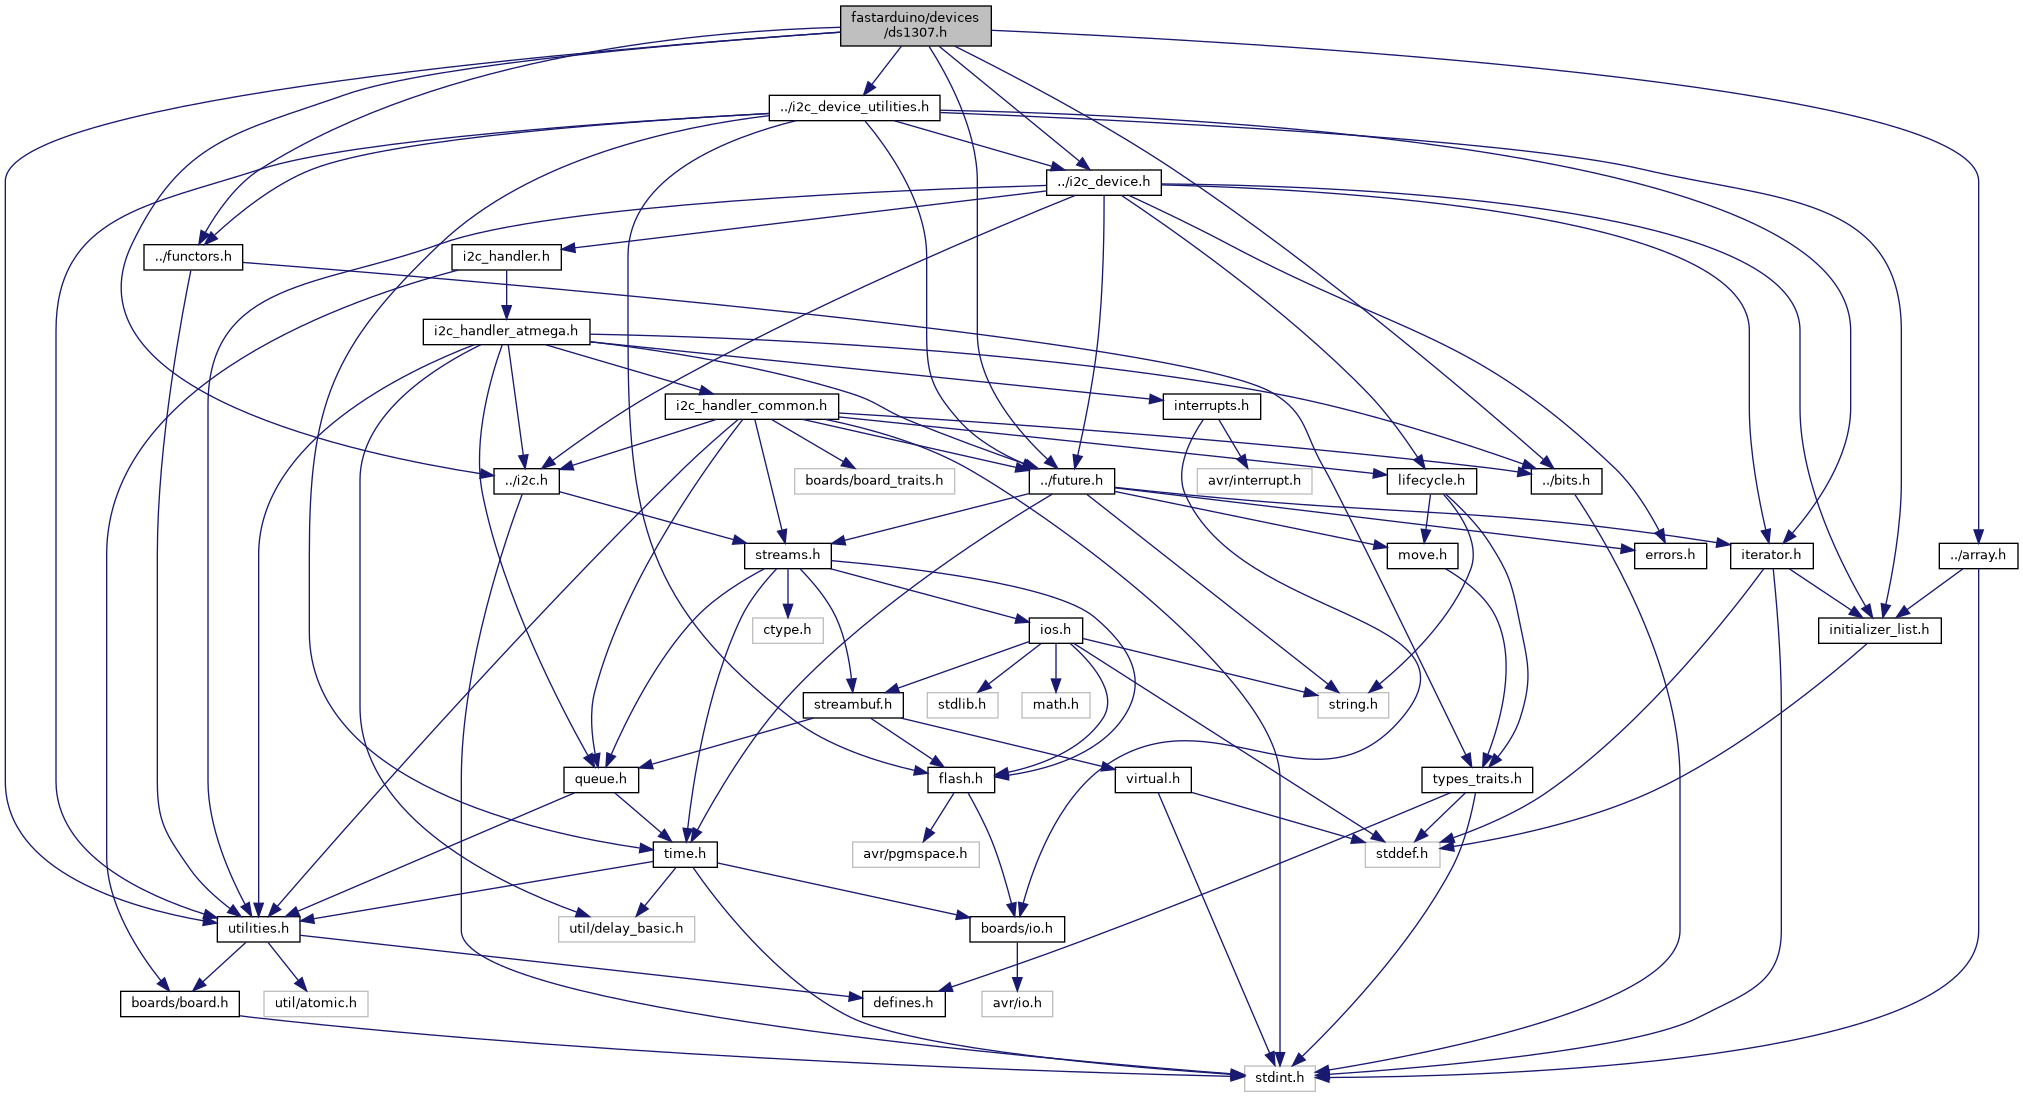 fastarduino/devices
/ds1307.h
../i2c_device_utilities.h
../i2c_device.h
../functors.h
i2c_handler.h
i2c_handler_atmega.h
i2c_handler_common.h
interrupts.h
../i2c.h
boards/board_traits.h
../future.h
avr/interrupt.h
lifecycle.h
../bits.h
streams.h
move.h
errors.h
iterator.h
../array.h
ctype.h
ios.h
initializer_list.h
streambuf.h
stdlib.h
math.h
string.h
queue.h
flash.h
virtual.h
types_traits.h
time.h
avr/pgmspace.h
stddef.h
utilities.h
util/delay_basic.h
boards/io.h
boards/board.h
util/atomic.h
defines.h
avr/io.h
stdint.h